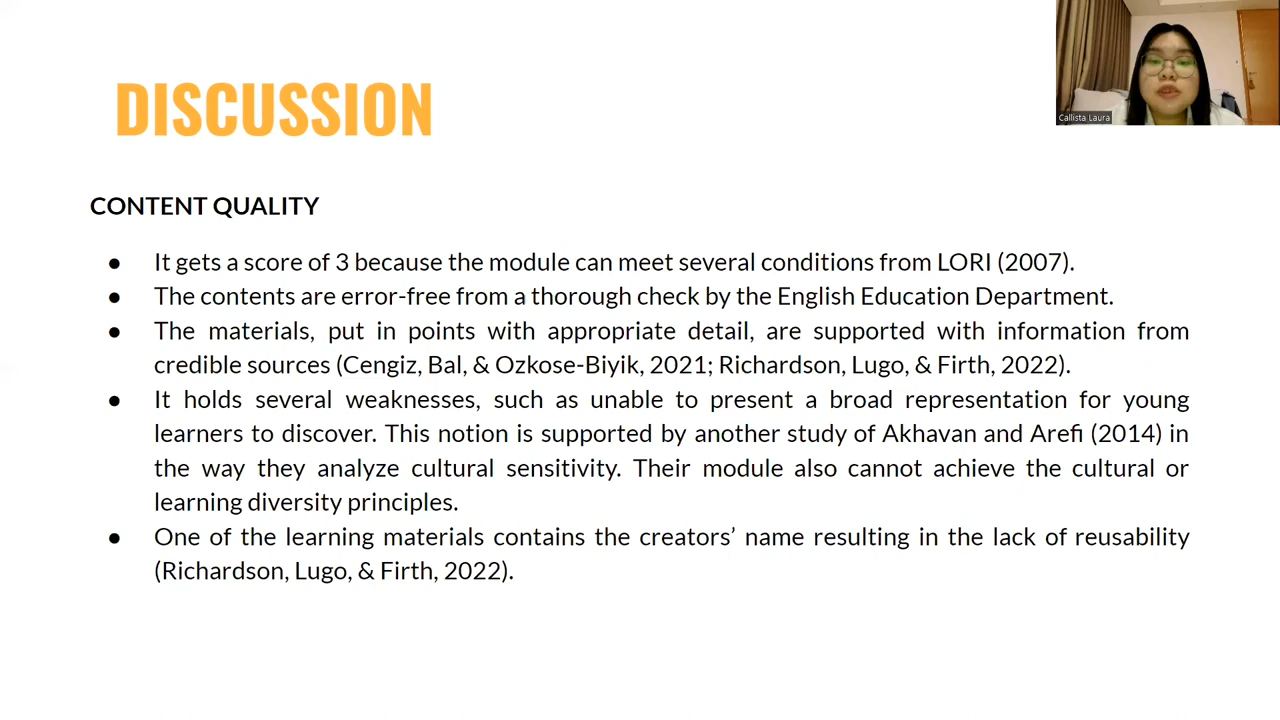 DISCUSSION
Callista Laura
CONTENT QUALITY
● It gets a score of 3 because the module can meet several conditions from LORI (2007).
● The contents are error-free from a thorough check by the English Education Department.
● The materials, put in points with appropriate detail, are supported with information from
credible sources (Cengiz, Bal, & Ozkose-Biyik, 2021; Richardson, Lugo, & Firth, 2022).
● It holds several weaknesses, such as unable to present a broad representation for young
learners to discover. This notion is supported by another study of Akhavan and Arefi (2014) in
the way they analyze cultural sensitivity. Their module also cannot achieve the cultural or
learning diversity principles.
● One of the learning materials contains the creators’ name resulting in the lack of reusability
(Richardson, Lugo, & Firth, 2022).